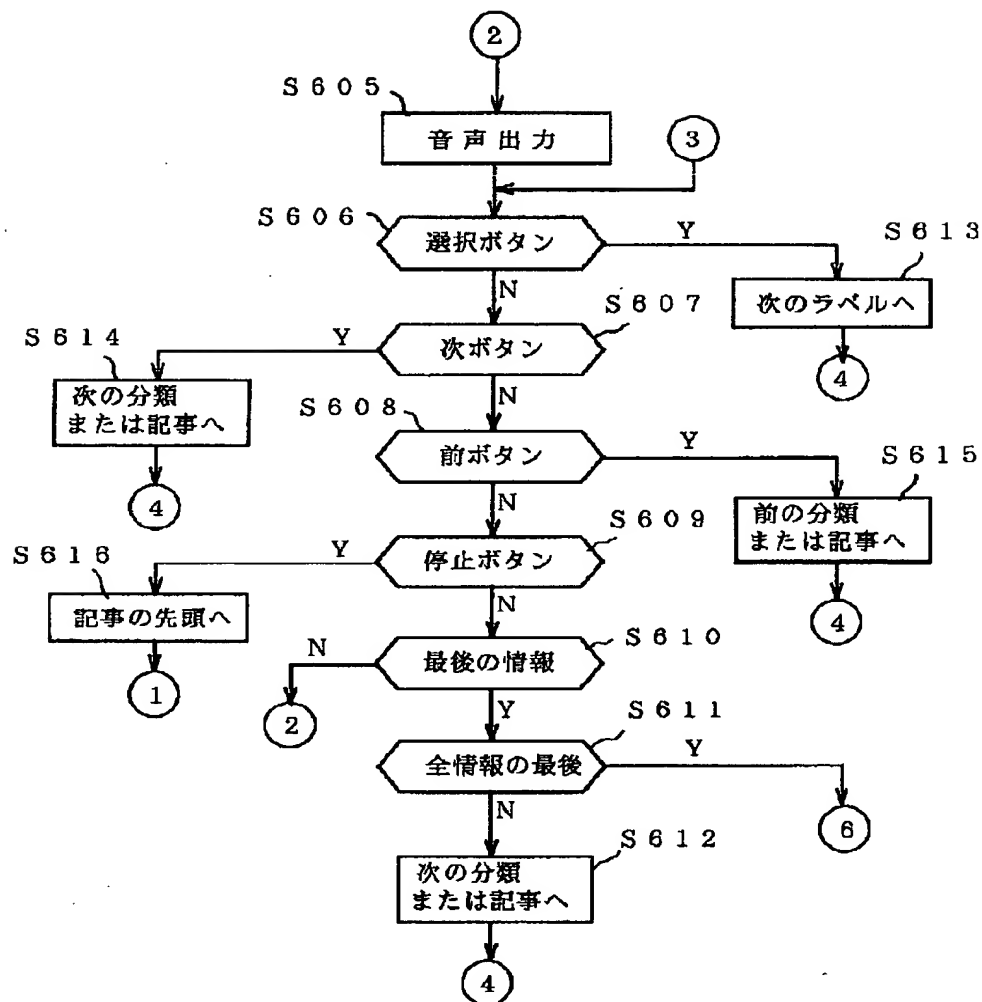 ②
S605
音声出力
③
S606
選択ボタン
Y
S613
次のラベルへ
④
N
S607
次ボタン
Y
S614
次の分類
または記事へ
④
N
S608
前ボタン
Y
S615
前の分類
または記事へ
④
N
S609
停止ボタン
Y
S616
記事の先頭へ
①
N
S610
最後の情報
N
②
Y
S611
全情報の最後
Y
⑥
N
S612
次の分類
または記事へ
④